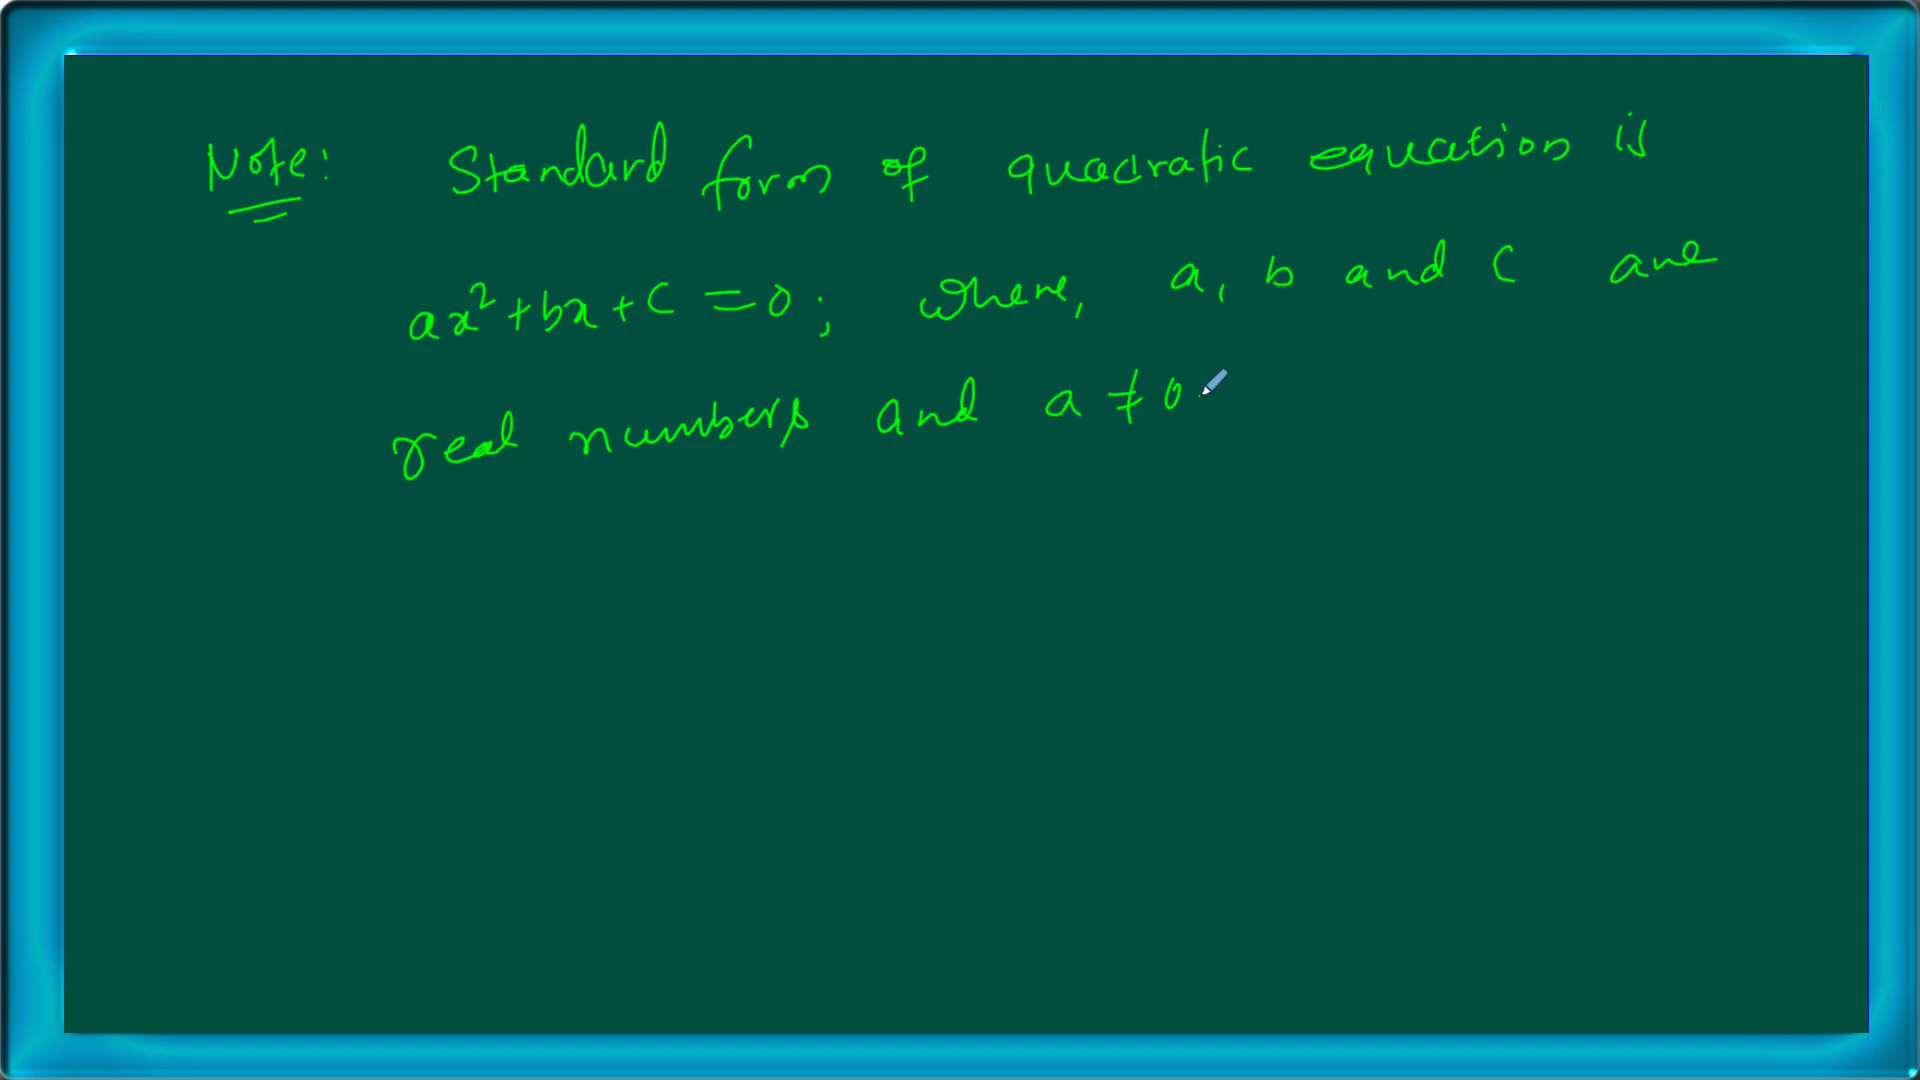 Note: Standard form of quadratic equation is
ax²+bx+c=0; where, a, b and c are
real numbers and a ≠ 0.